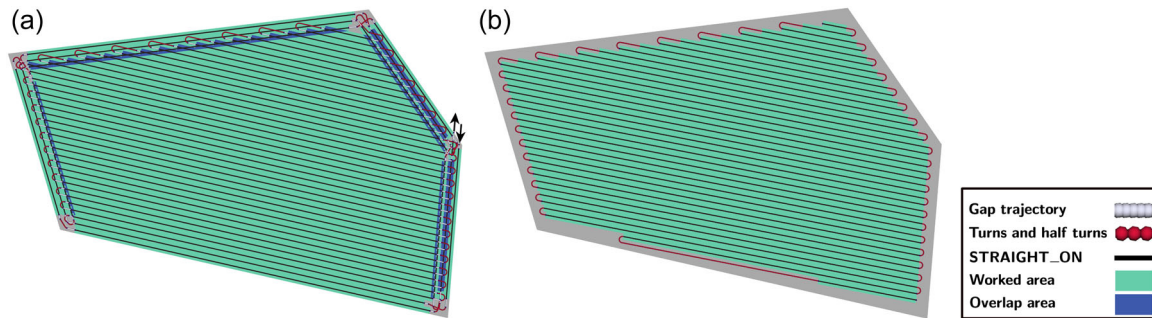 (a)
(b)
Gap trajectory
Turns and half turns
STRAIGHT_ON
Worked area
Overlap area